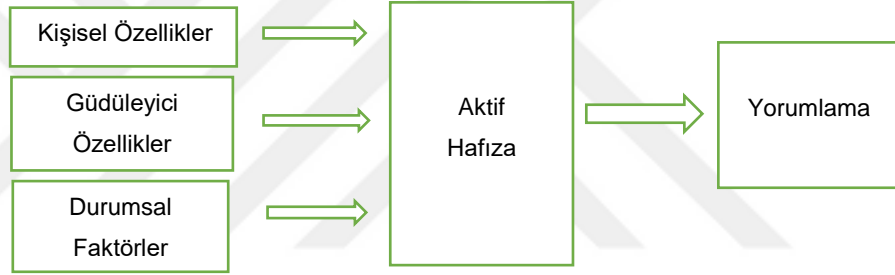 Kişisel Özellikler
Güdüleyici
Özellikler
Durumsal
Faktörler
Aktif
Hafıza
Yorumlama